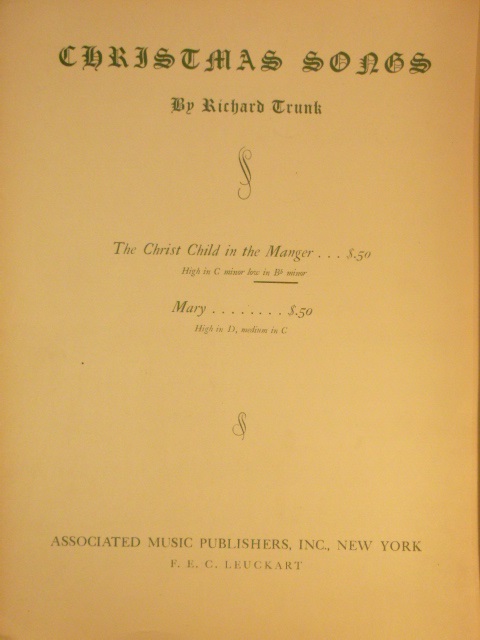 CHRISTMAS SONGS
By Richard Trunk
The Christ Child in the Manger . . . $.50
High in C minor low in B♭ minor
Mary . . . . . . . . $.50
High in D, medium in C
ASSOCIATED MUSIC PUBLISHERS, INC., NEW YORK
F. E. C. LEUCKART